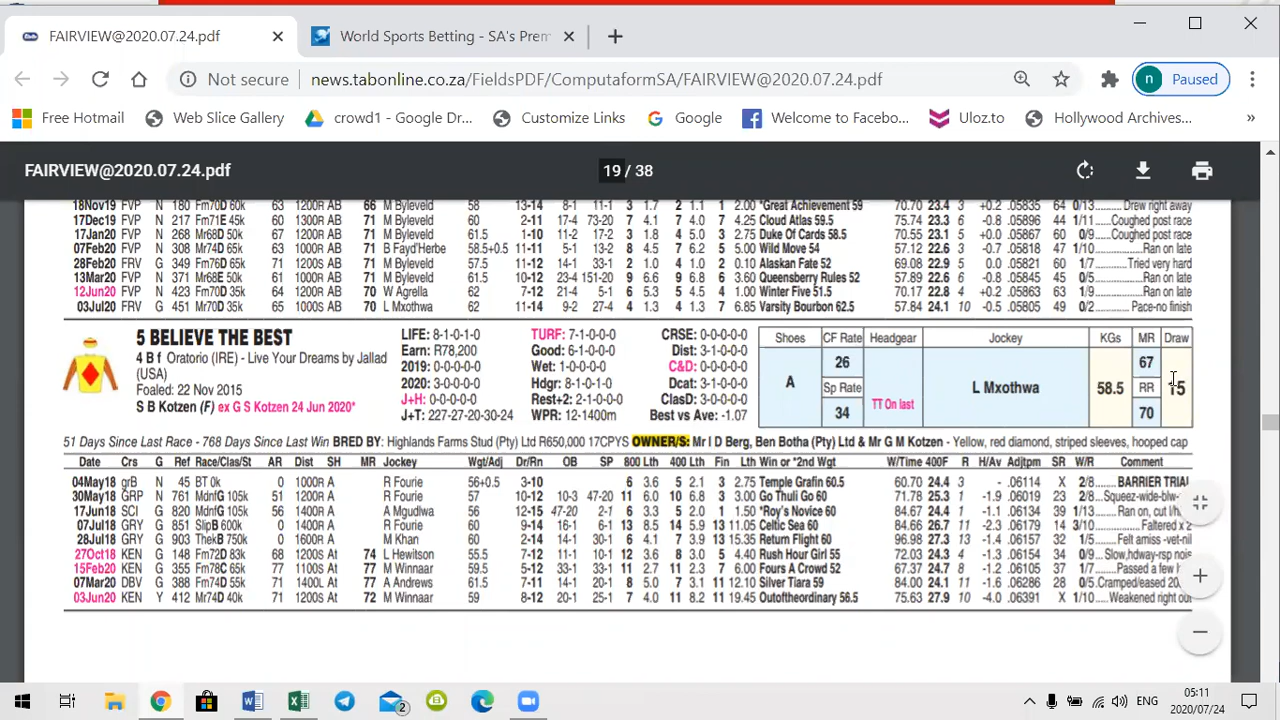 FAIRVIEW@2020.07.24.pdf
World Sports Betting - SA's Prem
Not secure news.tabonline.co.za/FieldsPDF/ComputaformSA/FAIRVIEW@2020.07.24.pdf n Paused
Free Hotmail Web Slice Gallery crowd1 - Google Dr... Customize Links Google Welcome to Facebo... Uloz.to Hollywood Archives... »
FAIRVIEW@2020.07.24.pdf 19 / 38
18Nov19 FVP N 180 Fm70D 60k 63 1200R AB 66 M Byleveld 58 13-14 8-1 11-1 3 1.7 2 1.1 1 2.00 *Great Achievement 59 70.70 23.4 3 +0.2 .05835 64 0/13 Drew right away
17Dec19 FVP N 217 Fm71E 45k 60 1300R AB 71 M Byleveld 60 2-11 17-4 73-20 7 4.1 7 4.0 7 4.25 Cloud Atlas 59.5 75.74 23.3 6 -0.2 .05896 44 1/11 Coughed post race
17Jan20 FVP N 268 Fm68D 65k 67 1200R AB 71 M Byleveld 61.5 1-10 9-2 11-2 3 1.8 4 5.0 3 2.75 Duke Of Cards 58.5 70.55 23.1 5 +0.0 .05867 60 0/9 Coughed post race
07Feb20 FVP N 308 Mr74D 65k 63 1000R AB 71 B Fayd'Herbe 58.5+0.5 11-11 5-1 13-2 8 4.5 7 6.2 5 5.00 Wild Move 54 57.12 22.6 3 -0.7 .05818 47 1/10 Ran on late
28Feb20 FRV G 349 Fm76D 60k 65 1200S AB 71 M Byleveld 57.5 11-12 14-1 33-1 2 1.0 4 1.0 2 0.10 Alaskan Fate 52 69.08 22.9 5 0.0 .05821 60 1/7 Tried very hard
13Mar20 FVP N 371 Mr68E 50k 61 1000R AB 71 M Byleveld 61.5 10-12 23-4 151-20 9 6.6 9 6.8 6 3.60 Queensberry Rules 52 57.89 22.6 1 -0.6 .05845 45 0/5 Ran on late
12Jun20 FVP N 423 Fm70D 35k 64 1200R AB 70 W Agrella 62 7-12 21-4 5-1 6 5.3 5 4.5 4 1.00 Winter Five 51.5 70.17 22.8 4 +0.2 .05855 63 1/9 Ran on late
03Jul20 FRV G 451 Mr70D 35k 65 1000S AB 70 L Mxothwa 62 11-14 9-2 27-4 4 1.3 4 1.3 7 6.85 Varsity Bourbon 62.5 57.84 24.1 10 -0.5 .05805 49 0/2 Pace-no finish
5 BELIEVE THE BEST
4 B f Oratorio (IRE) - Live Your Dreams by Jallad
(USA)
Foaled: 22 Nov 2015
S B Kotzen (F) ex G S Kotzen 24 Jun 2020*
LIFE: 8-1-0-1-0 TURF: 7-1-0-0-0 CRSE: 0-0-0-0-0
Earn: R78,200 Good: 6-1-0-0-0 Dist: 3-1-0-0-0
2019: 0-0-0-0-0 Wet: 1-0-0-0-0 C&D: 0-0-0-0-0
2020: 3-0-0-0-0 Hdgr: 8-1-0-1-0 Dcat: 3-1-0-0-0
J+H: 0-0-0-0-0 Rest+2: 2-1-0-0-0 ClasD: 3-0-0-0-0
J+T: 227-27-20-30-24 WPR: 12-1400m Best vs Ave: -1.07
Shoes CF Rate Headgear Jockey KGs MR Draw
A 26 Sp Rate 34 TT On last L Mxothwa 58.5 67 RR 70 15
51 Days Since Last Race - 768 Days Since Last Win BRED BY: Highlands Farms Stud (Pty) Ltd R650,000 17CPYS OWNER/S: Mr I D Berg, Ben Botha (Pty) Ltd & Mr G M Kotzen - Yellow, red diamond, striped sleeves, hooped cap
Date Crs G Ref Race/Clas/St AR Dist SH MR Jockey Wgt/Adj Dr/Rn OB SP 800 Lth 400 Lth Fin Lth Win or *2nd Wgt W/Time 400F R H/Av Adjtpm SR W/R Comment
04May18 grB N 45 BT 0k 0 1000R A R Fourie 56+0.5 3-10 6 3.6 5 2.1 3 2.75 Temple Grafin 60.5 60.70 24.4 3 - .06114 X 2/8 BARRIER TRIAL
30May18 GRP N 761 MdnfG 105k 51 1200R A R Fourie 57 10-12 10-3 47-20 11 6.0 10 6.8 3 3.00 Go Thuli Go 60 71.78 25.3 1 -1.9 .06019 23 2/8 Squeez-wide-blw-
17Jun18 SCI G 820 MdnfG 105k 56 1400R A A Mgudlwa 56 12-15 47-20 2-1 6 3.3 5 2.0 1 1.50 *Roy's Novice 60 84.67 24.4 1 -1.1 .06134 39 1/13 Ran on, cut l/h
07Jul18 GRY G 851 SlipB 600k 0 1400R A R Fourie 60 9-14 16-1 6-1 13 8.5 14 5.9 13 11.05 Celtic Sea 60 84.66 26.7 11 -2.3 .06179 14 3/10 Faltered x 2
28Jul18 GRY G 903 ThekB 750k 0 1600R A M Khan 60 2-14 14-1 30-1 6 4.1 7 3.9 13 15.35 Return Flight 60 96.98 27.3 13 -1.4 .06157 32 1/5 Felt amiss -vet-nil
27Oct18 KEN G 148 Fm72D 83k 68 1200S At 74 L Hewitson 55.5 7-12 11-1 10-1 12 3.6 8 3.0 5 4.40 Rush Hour Girl 55 72.03 24.3 4 -1.3 .06154 34 0/9 Slow,hdway-rsp nois
15Feb20 KEN G 355 Fm78C 65k 77 1100S At 77 M Winnaar 59.5 5-12 33-1 33-1 11 2.7 11 2.3 7 6.00 Fours A Crowd 52 67.37 24.7 8 -1.2 .06105 37 1/7 Passed a few l
07Mar20 DBV G 388 Fm74D 55k 71 1400L At 77 A Andrews 61.5 7-11 14-1 20-1 8 5.0 7 3.1 11 12.10 Silver Tiara 59 84.00 24.1 11 -1.6 .06286 28 0/5 Cramped/eased 20
03Jun20 KEN Y 412 Mr74D 40k 71 1200S At 72 M Winnaar 59 8-12 20-1 25-1 7 4.0 11 8.2 11 19.45 Outoftheordinary 56.5 75.63 27.9 10 -4.0 .06391 X 1/10 Weakened right out
2 ENG 05:11
2020/07/24